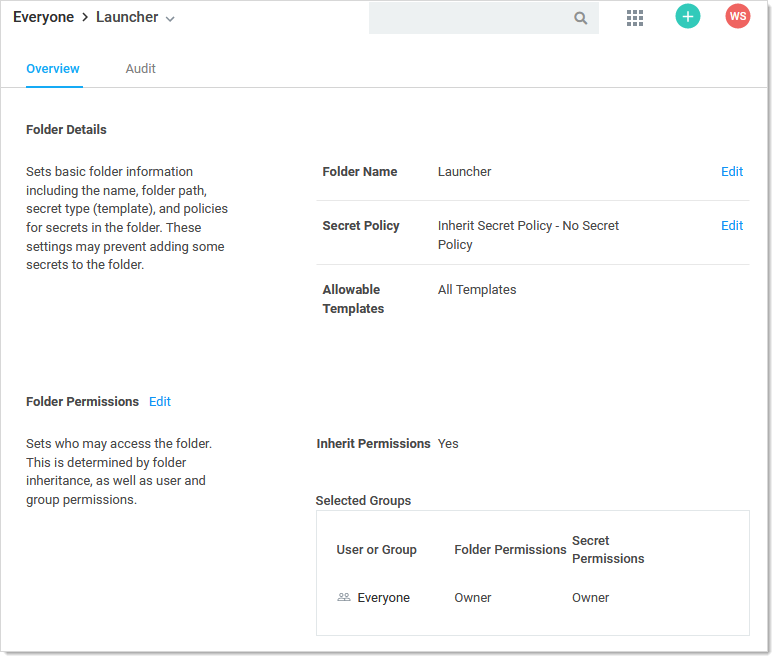 Everyone > Launcher
WS
Overview Audit
Folder Details
Sets basic folder information
including the name, folder path,
secret type (template), and policies
for secrets in the folder. These
settings may prevent adding some
secrets to the folder.
Folder Name Launcher Edit
Secret Policy Inherit Secret Policy - No Secret Edit
Policy
Allowable All Templates
Templates
Folder Permissions Edit
Sets who may access the folder.
This is determined by folder
inheritance, as well as user and
group permissions.
Inherit Permissions Yes
Selected Groups
User or Group Folder Permissions Secret
Permissions
Everyone Owner Owner